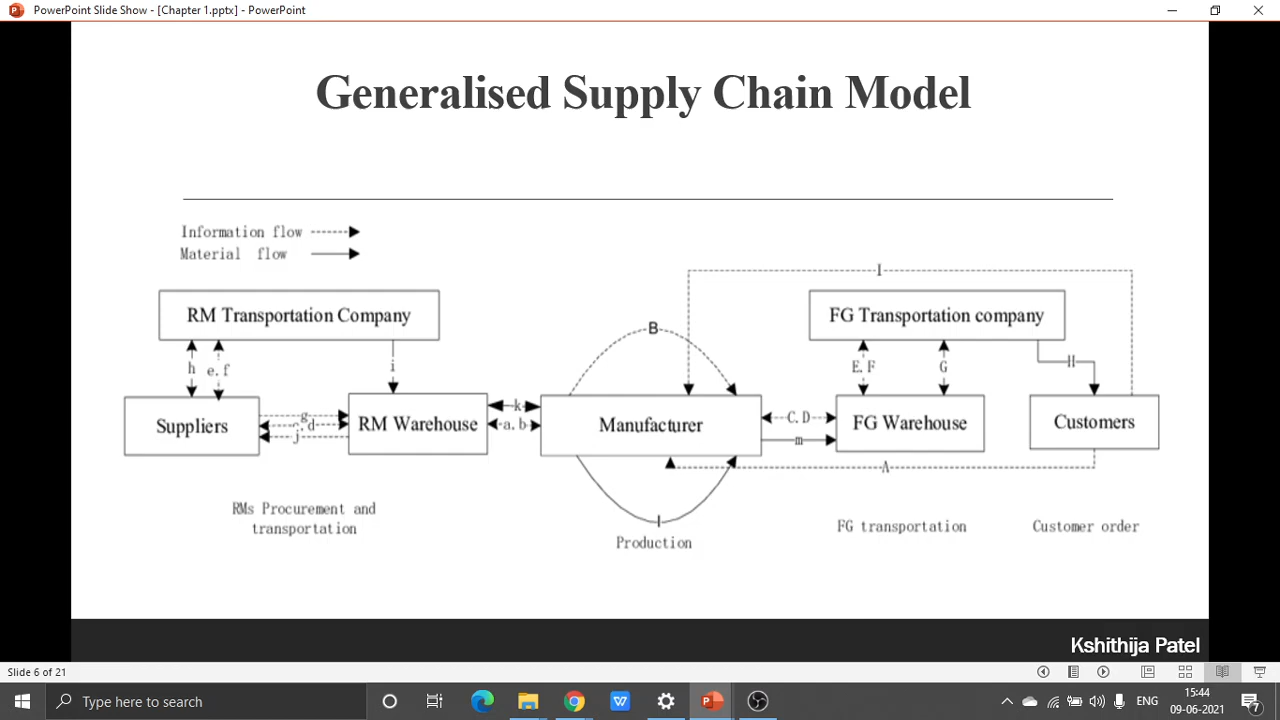 PowerPoint Slide Show - [Chapter 1.pptx] - PowerPoint
Generalised Supply Chain Model
Information flow
Material flow
I
RM Transportation Company
FG Transportation company
B
h
e.f
i
E.F
G
H
Suppliers
g
c.d
j
RM Warehouse
k
a.b
Manufacturer
C.D
m
FG Warehouse
Customers
A
RMs Procurement and
transportation
Production
FG transportation
Customer order
Kshithija Patel
Slide 6 of 21
Type here to search
ENG
15:44
09-06-2021
7